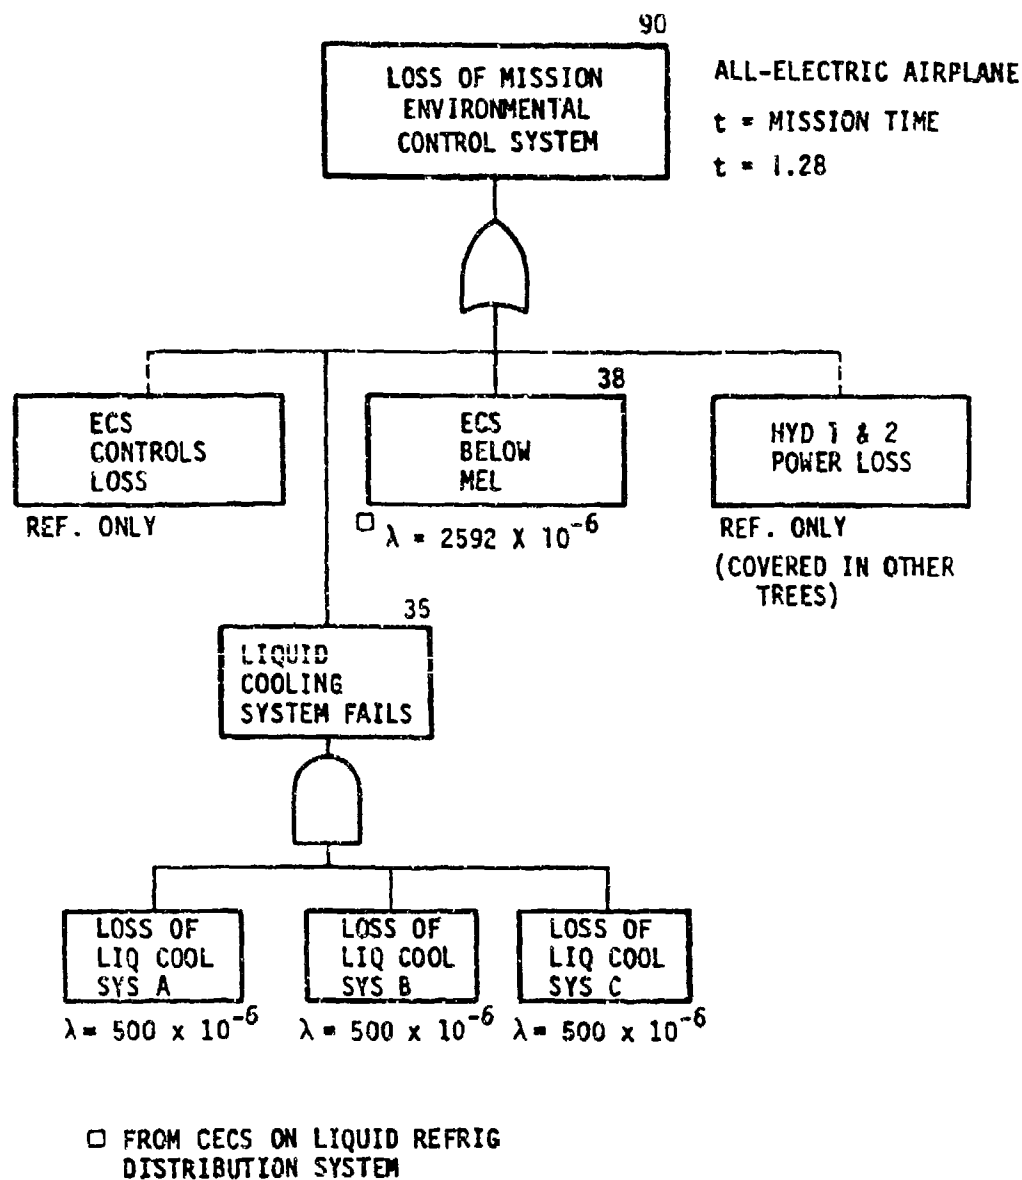 90
LOSS OF MISSION
ENVIRONMENTAL
CONTROL SYSTEM
ALL-ELECTRIC AIRPLANE
t = MISSION TIME
t = 1.28
ECS
CONTROLS
LOSS
REF. ONLY
38
ECS
BELOW
MEL
□ λ = 2592 X 10⁻⁶
HYD 1 & 2
POWER LOSS
REF. ONLY
(COVERED IN OTHER
TREES)
35
LIQUID
COOLING
SYSTEM FAILS
LOSS OF
LIQ COOL
SYS A
λ = 500 x 10⁻⁶
LOSS OF
LIQ COOL
SYS B
λ = 500 x 10⁻⁶
LOSS OF
LIQ COOL
SYS C
λ = 500 x 10⁻⁶
□ FROM CECS ON LIQUID REFRIG
DISTRIBUTION SYSTEM